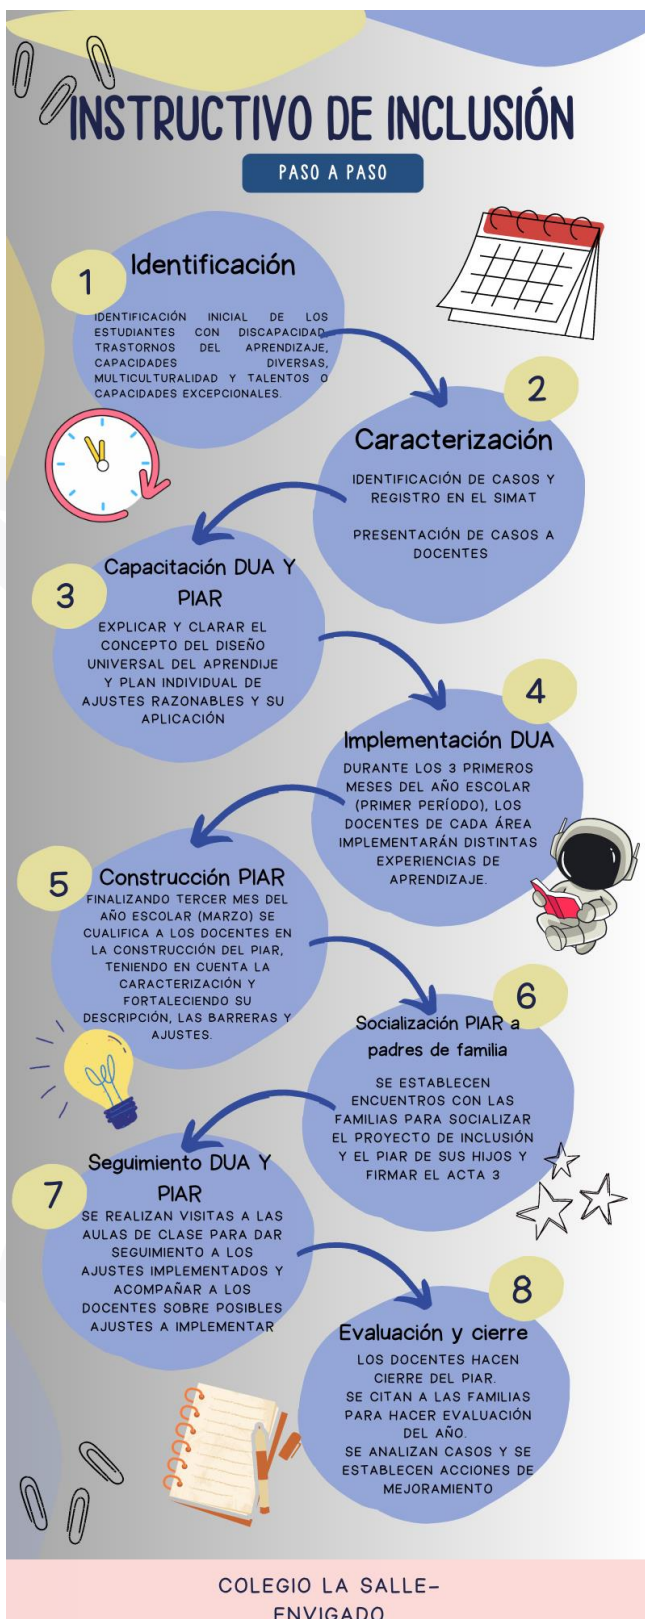 INSTRUCTIVO DE INCLUSIÓN
PASO A PASO
1
Identificación
IDENTIFICACIÓN INICIAL DE LOS
ESTUDIANTES CON DISCAPACIDAD,
TRASTORNOS DEL APRENDIZAJE,
CAPACIDADES DIVERSAS,
MULTICULTURALIDAD Y TALENTOS O
CAPACIDADES EXCEPCIONALES.
2
Caracterización
IDENTIFICACIÓN DE CASOS Y
REGISTRO EN EL SIMAT
PRESENTACIÓN DE CASOS A
DOCENTES
3
Capacitación DUA Y
PIAR
EXPLICAR Y CLARAR EL
CONCEPTO DEL DISEÑO
UNIVERSAL DEL APRENDIJE
Y PLAN INDIVIDUAL DE
AJUSTES RAZONABLES Y SU
APLICACIÓN
4
Implementación DUA
DURANTE LOS 3 PRIMEROS
MESES DEL AÑO ESCOLAR
(PRIMER PERÍODO), LOS
DOCENTES DE CADA ÁREA
IMPLEMENTARÁN DISTINTAS
EXPERIENCIAS DE
APRENDIZAJE.
5
Construcción PIAR
FINALIZANDO TERCER MES DEL
AÑO ESCOLAR (MARZO) SE
CUALIFICA A LOS DOCENTES EN
LA CONSTRUCCIÓN DEL PIAR,
TENIENDO EN CUENTA LA
CARACTERIZACIÓN Y
FORTALECIENDO SU
DESCRIPCIÓN, LAS BARRERAS Y
AJUSTES.
6
Socialización PIAR a
padres de familia
SE ESTABLECEN
ENCUENTROS CON LAS
FAMILIAS PARA SOCIALIZAR
EL PROYECTO DE INCLUSIÓN
Y EL PIAR DE SUS HIJOS Y
FIRMAR EL ACTA 3
7
Seguimiento DUA Y
PIAR
SE REALIZAN VISITAS A LAS
AULAS DE CLASE PARA DAR
SEGUIMIENTO A LOS
AJUSTES IMPLEMENTADOS Y
ACOMPAÑAR A LOS
DOCENTES SOBRE POSIBLES
AJUSTES A IMPLEMENTAR
8
Evaluación y cierre
LOS DOCENTES HACEN
CIERRE DEL PIAR.
SE CITAN A LAS FAMILIAS
PARA HACER EVALUACIÓN
DEL AÑO.
SE ANALIZAN CASOS Y SE
ESTABLECEN ACCIONES DE
MEJORAMIENTO
COLEGIO LA SALLE-
ENVIGADO